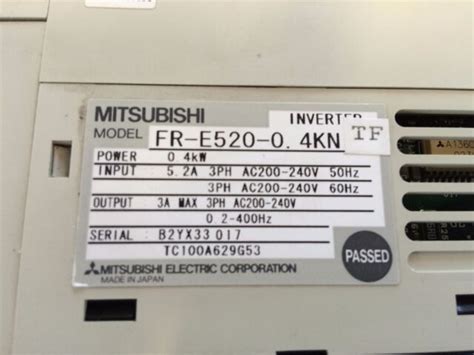 MITSUBISHI
INVERTER
MODEL FR-E520-0.4KN TF
POWER 0.4kW
INPUT 5.2A 3PH AC200-240V 50Hz
3PH AC200-240V 60Hz
OUTPUT 3A MAX 3PH AC200-240V
0.2-400Hz
SERIAL : B2YX33 017
TC100A629G53
PASSED
MITSUBISHI ELECTRIC CORPORATION
MADE IN JAPAN